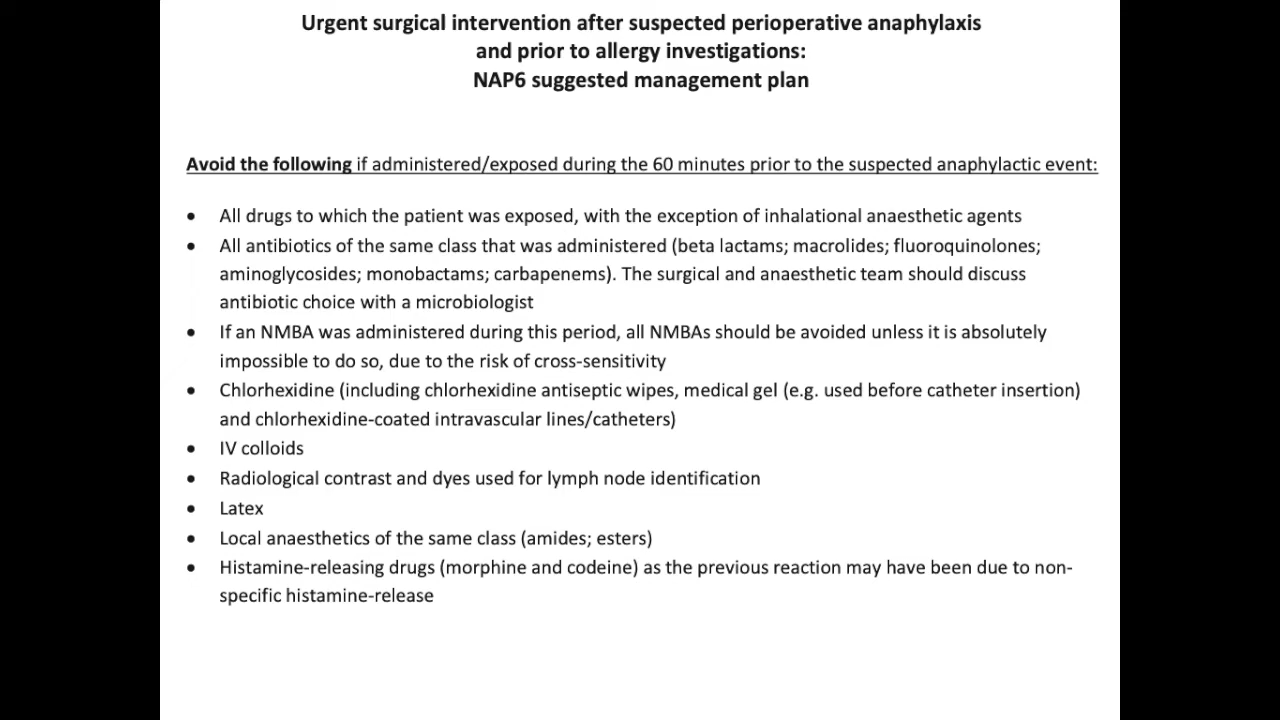 Urgent surgical intervention after suspected perioperative anaphylaxis
and prior to allergy investigations:
NAP6 suggested management plan
Avoid the following if administered/exposed during the 60 minutes prior to the suspected anaphylactic event:
• All drugs to which the patient was exposed, with the exception of inhalational anaesthetic agents
• All antibiotics of the same class that was administered (beta lactams; macrolides; fluoroquinolones;
aminoglycosides; monobactams; carbapenems). The surgical and anaesthetic team should discuss
antibiotic choice with a microbiologist
• If an NMBA was administered during this period, all NMBAs should be avoided unless it is absolutely
impossible to do so, due to the risk of cross-sensitivity
• Chlorhexidine (including chlorhexidine antiseptic wipes, medical gel (e.g. used before catheter insertion)
and chlorhexidine-coated intravascular lines/catheters)
• IV colloids
• Radiological contrast and dyes used for lymph node identification
• Latex
• Local anaesthetics of the same class (amides; esters)
• Histamine-releasing drugs (morphine and codeine) as the previous reaction may have been due to non-
specific histamine-release